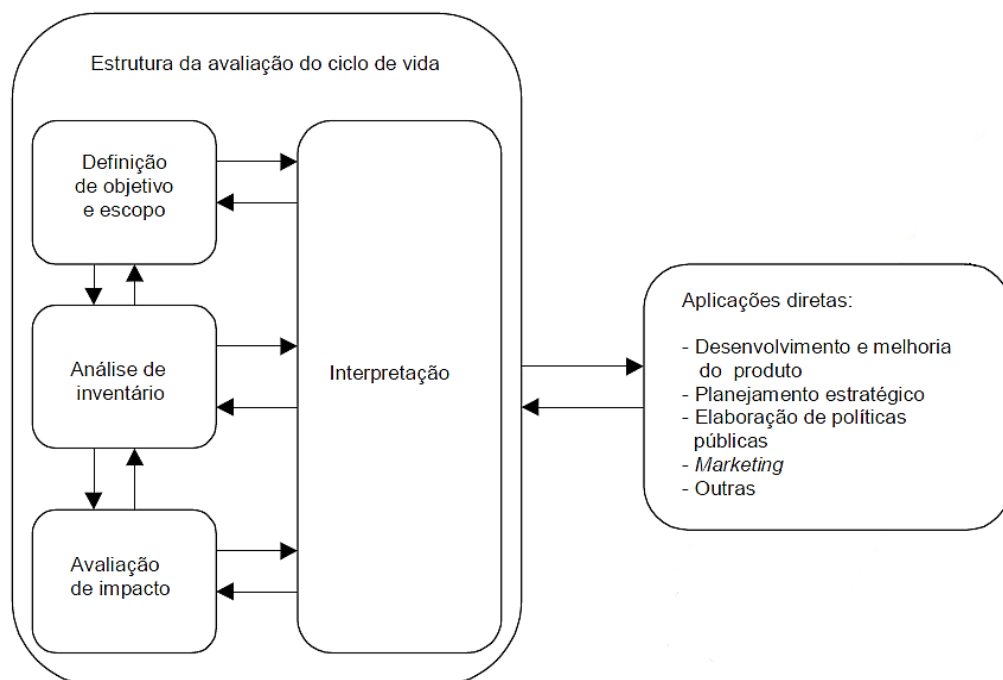 Estrutura da avaliação do ciclo de vida
Definição
de objetivo
e escopo
Análise de
inventário
Avaliação
de impacto
Interpretação
Aplicações diretas:
- Desenvolvimento e melhoria
do produto
- Planejamento estratégico
- Elaboração de políticas
públicas
- Marketing
- Outras